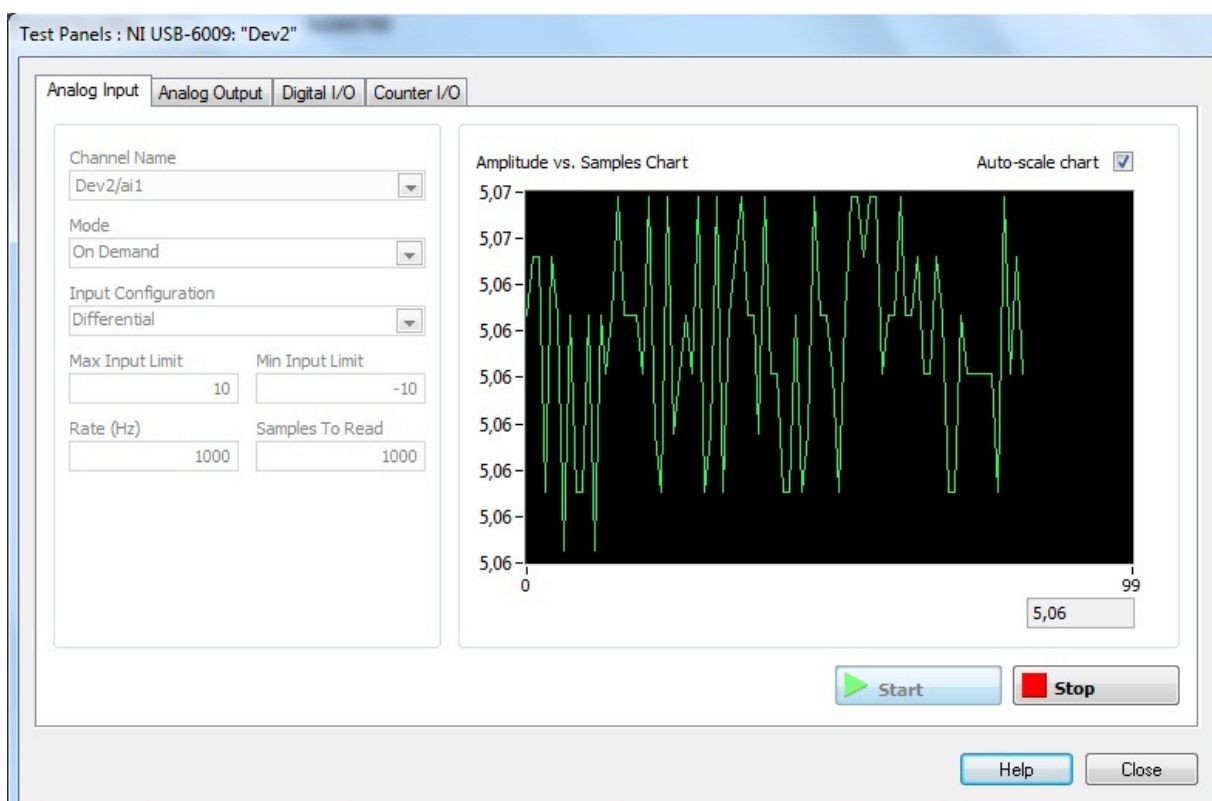 Test Panels : NI USB-6009: "Dev2"
Analog Input Analog Output Digital I/O Counter I/O
Channel Name
Dev2/ai1
Mode
On Demand
Input Configuration
Differential
Max Input Limit Min Input Limit
10 -10
Rate (Hz) Samples To Read
1000 1000
Amplitude vs. Samples Chart Auto-scale chart
5,07
5,07
5,06
5,06
5,06
5,06
5,06
5,06
5,06
0 99
5,06
Start Stop
Help Close